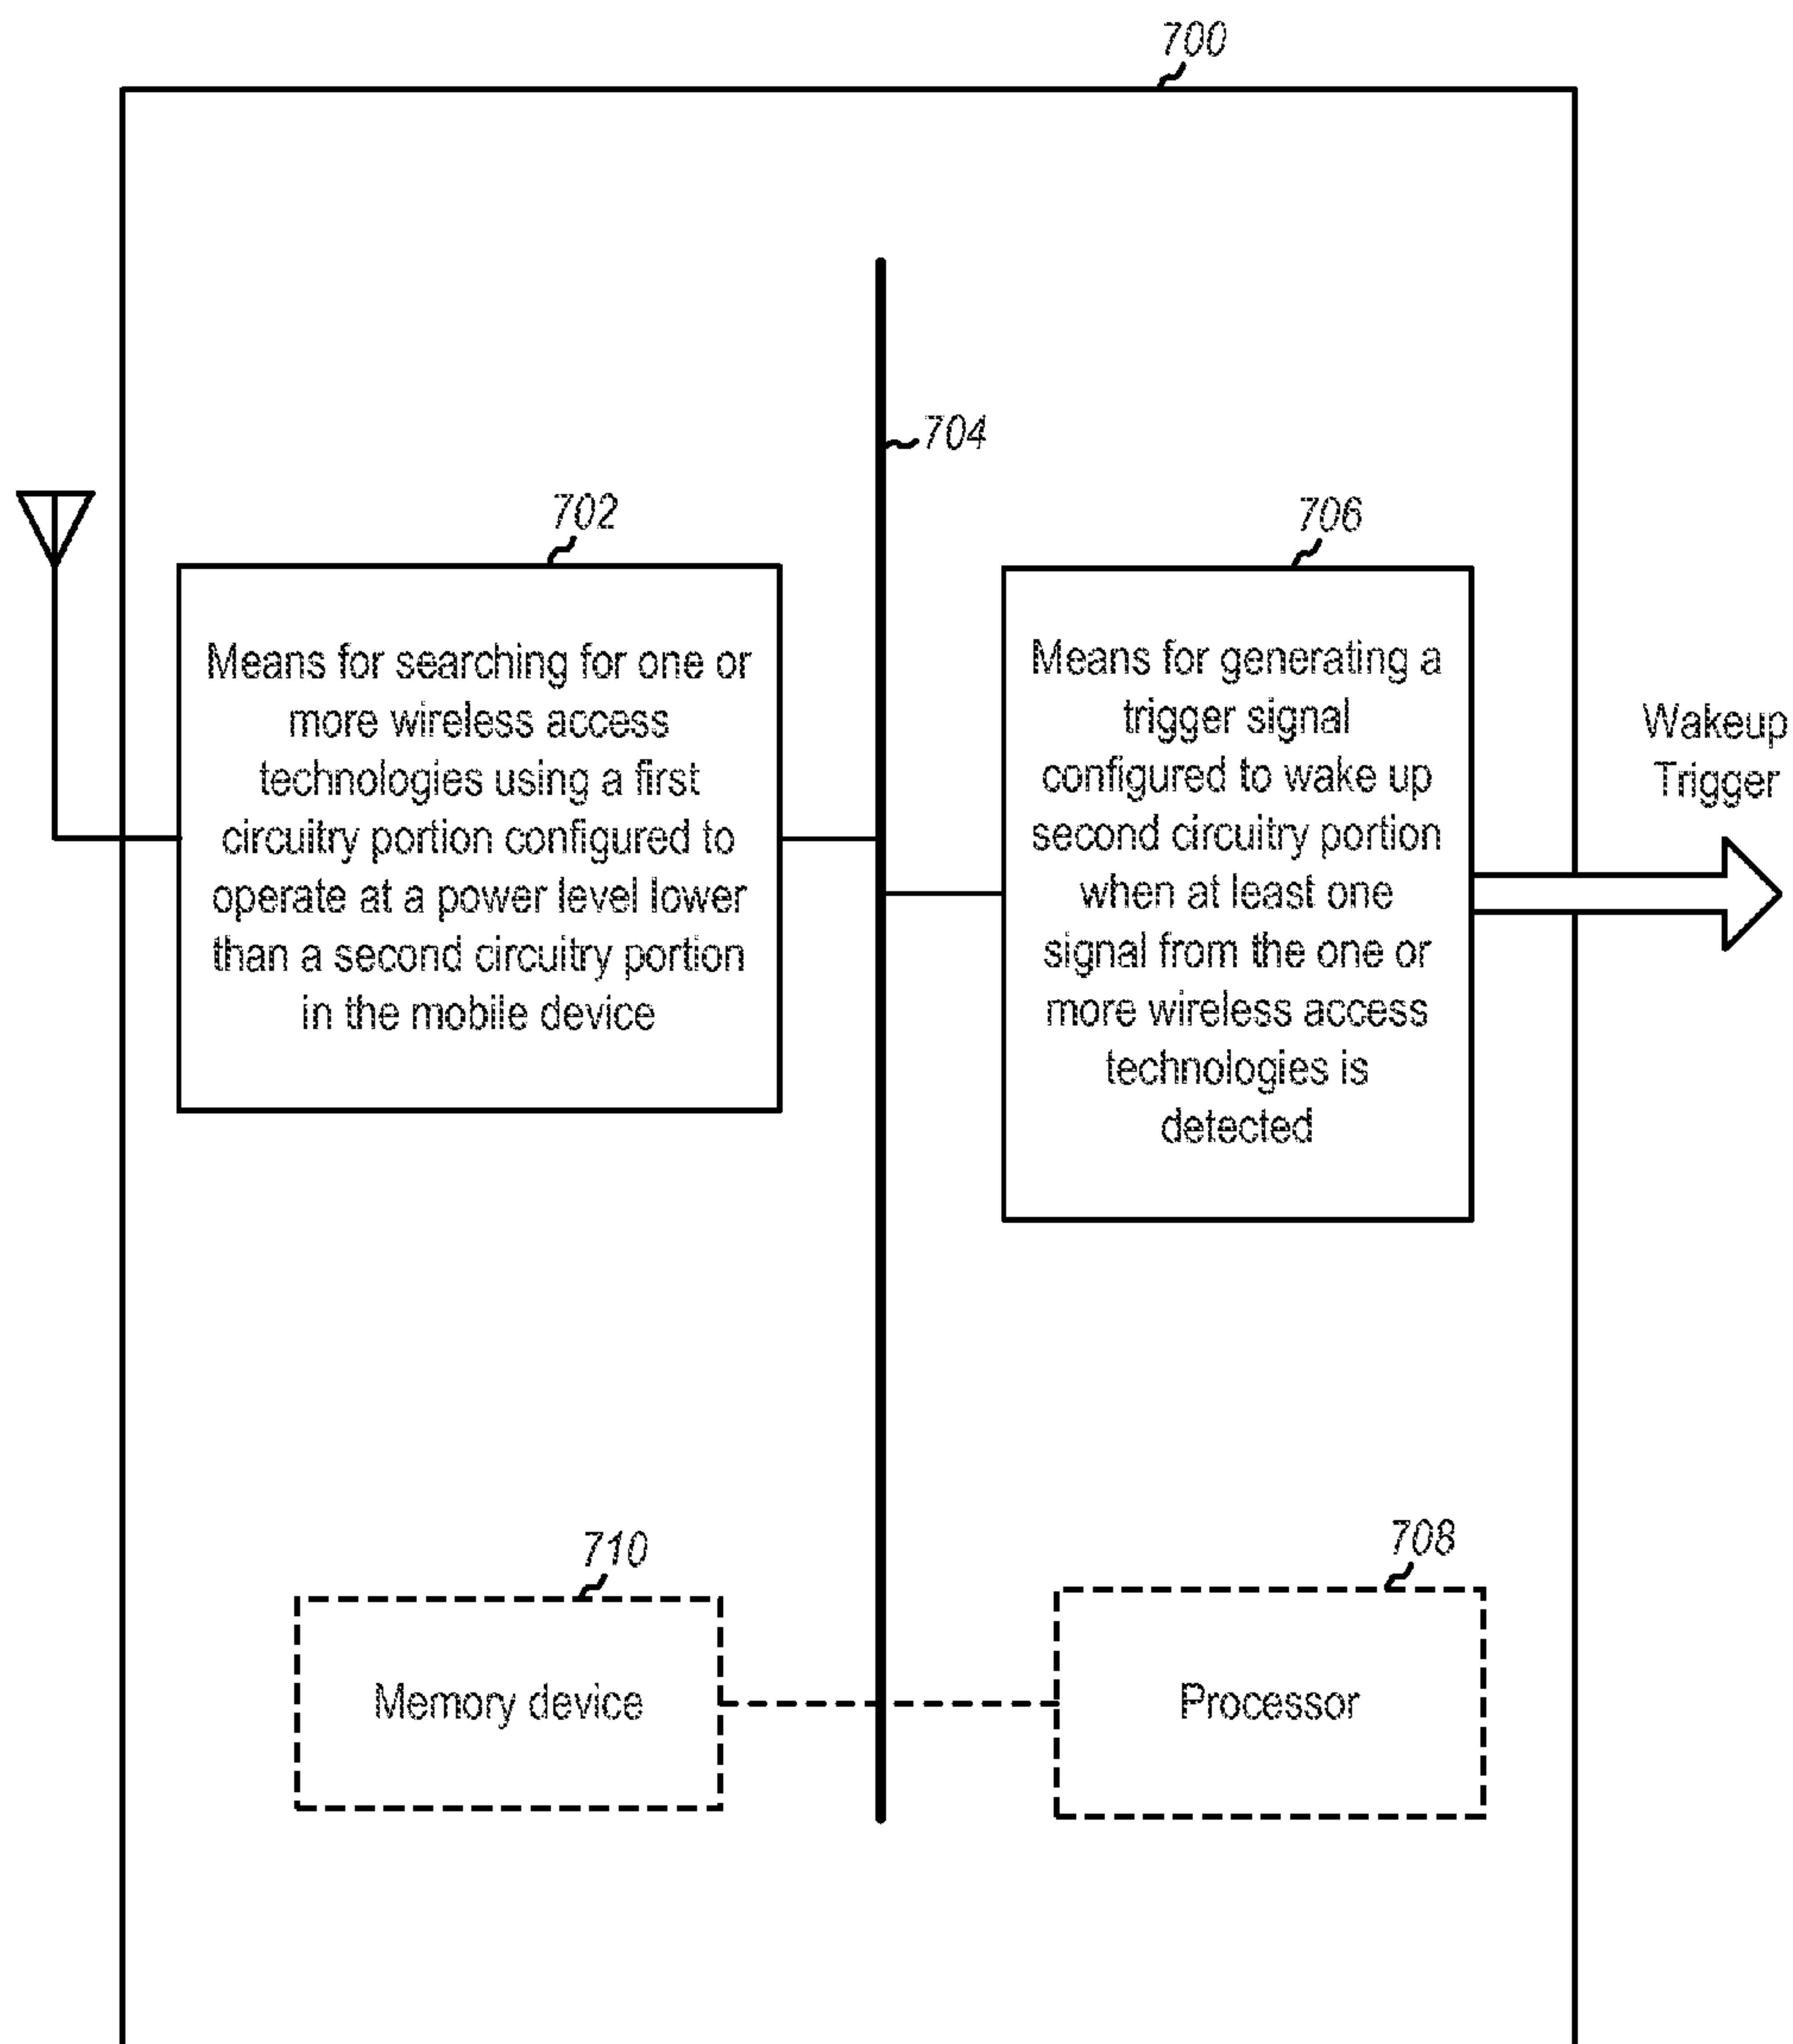 700
704
702
706
Means for searching for one or
more wireless access
technologies using a first
circuitry portion configured to
operate at a power level lower
than a second circuitry portion
in the mobile device
Means for generating a
trigger signal
configured to wake up
second circuitry portion
when at least one
signal from the one or
more wireless access
technologies is
detected
Wakeup
Trigger
710
708
Memory device
Processor